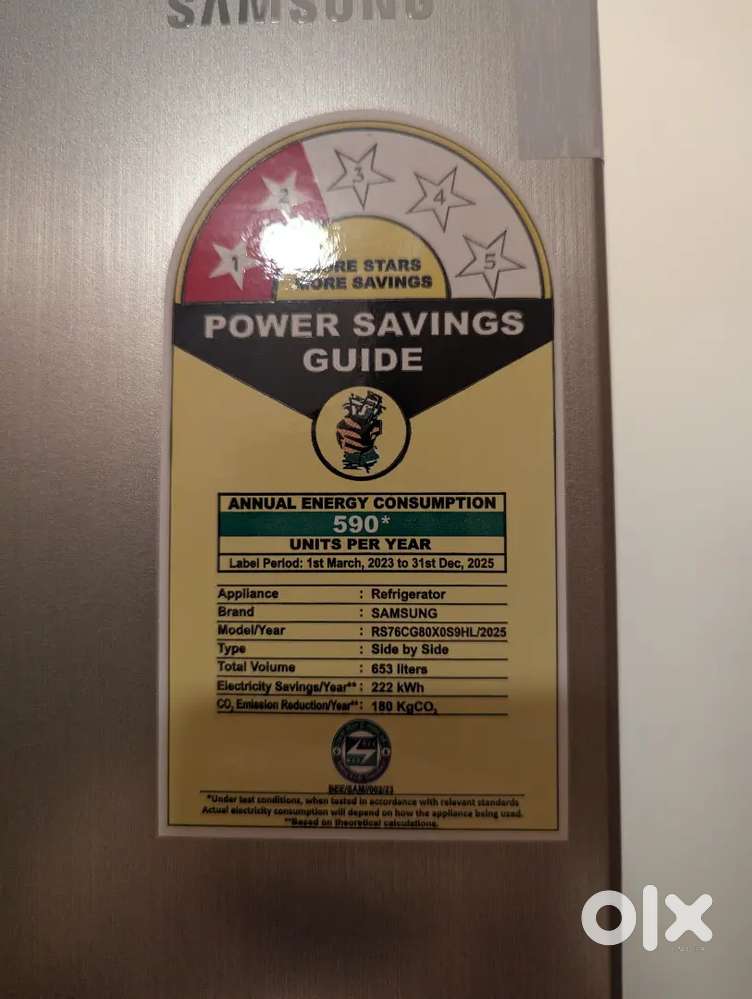 SAMSUNG
1 2 3 4 5
MORE STARS
MORE SAVINGS
POWER SAVINGS
GUIDE
ANNUAL ENERGY CONSUMPTION
590*
UNITS PER YEAR
Label Period: 1st March, 2023 to 31st Dec, 2025
Appliance : Refrigerator
Brand : SAMSUNG
Model/Year : RS76CG80X0S9HL/2025
Type : Side by Side
Total Volume : 653 liters
Electricity Savings/Year** : 222 kWh
CO₂ Emission Reduction/Year** : 180 KgCO₂
*Under test conditions, when tested in accordance with relevant standards
Actual electricity consumption will depend on how the appliance being used.
**Based on theoretical calculations.
olx